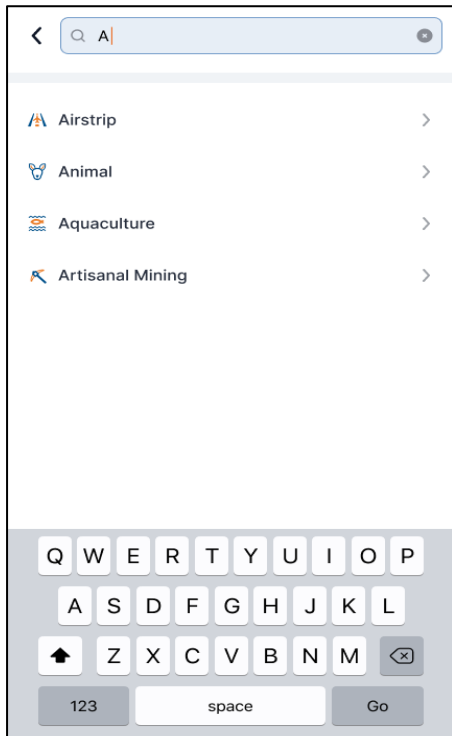 A
Airstrip
Animal
Aquaculture
Artisanal Mining
Q W E R T Y U I O P
A S D F G H J K L
Z X C V B N M
123 space Go